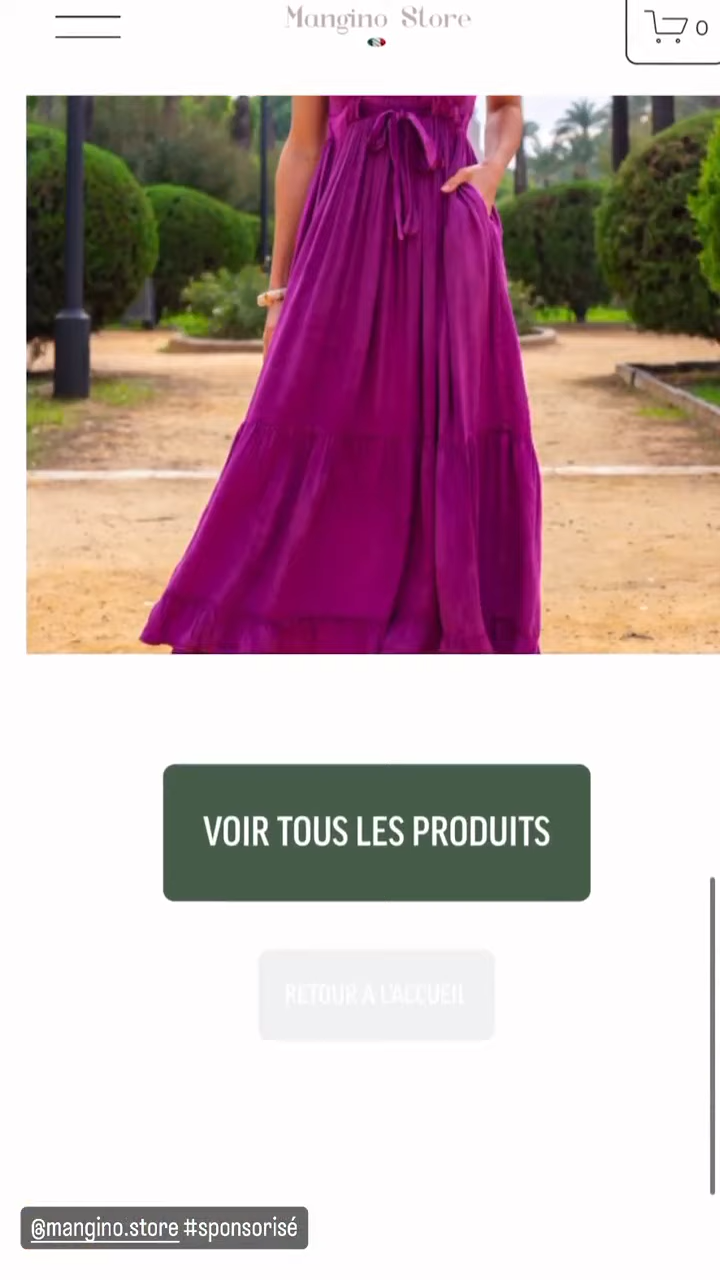 Mangino Store
0
VOIR TOUS LES PRODUITS
RETOUR À L'ACCUEIL
@mangino.store #sponsorisé